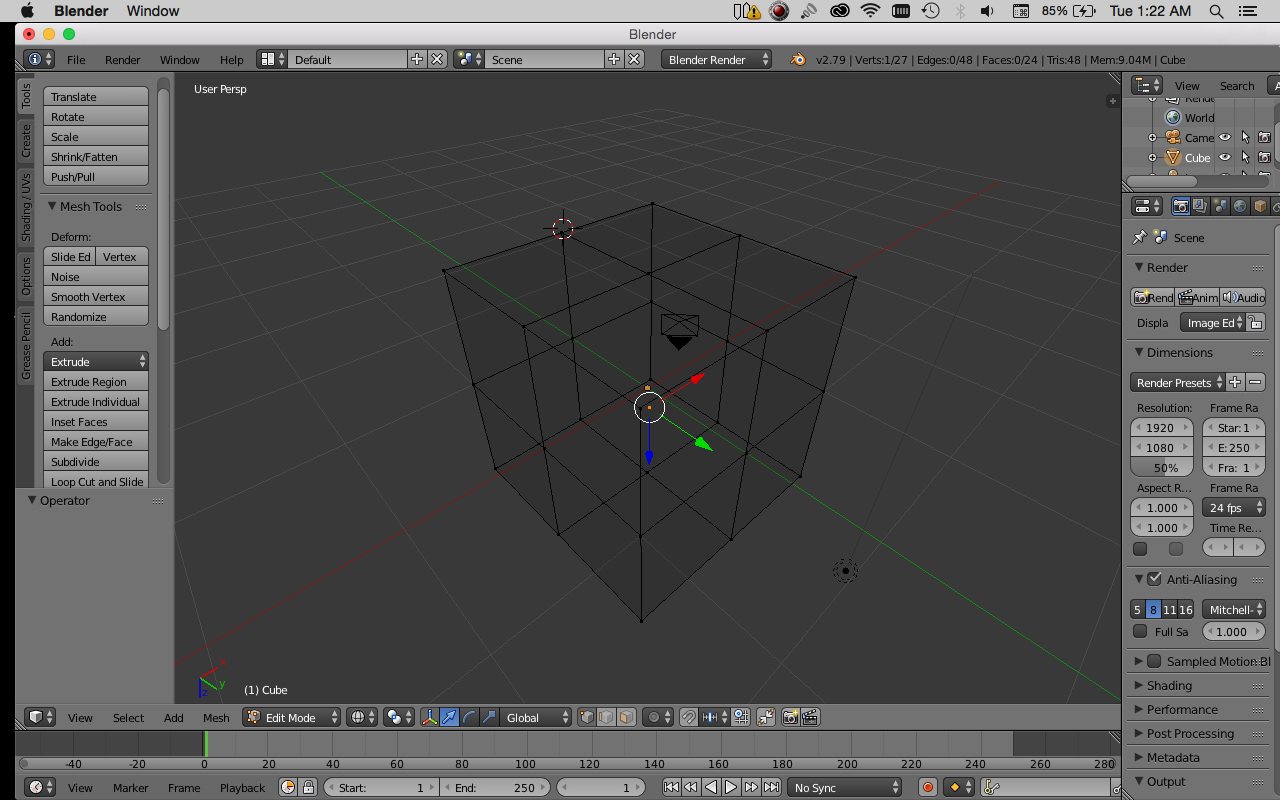 Blender Window 85% Tue 1:22 AM
Blender
File Render Window Help Default Scene Blender Render v2.79 | Verts:1/27 | Edges:0/48 | Faces:0/24 | Tris:48 | Mem:9.04M | Cube
View Search
Tools
Create
Shading / UVs
Options
Grease Pencil
Translate
Rotate
Scale
Shrink/Fatten
Push/Pull
Mesh Tools
Deform:
Slide Ed Vertex
Noise
Smooth Vertex
Randomize
Add:
Extrude
Extrude Region
Extrude Individual
Inset Faces
Make Edge/Face
Subdivide
Loop Cut and Slide
Operator
User Persp
x
y
z
(1) Cube
World
Came
Cube
Scene
Render
Rend Anim Audio
Displa Image Ed
Dimensions
Render Presets
Resolution: Frame Ra
1920 Star: 1
1080 E: 250
50% Fra: 1
Aspect R... Frame Ra
1.000 24 fps
1.000 Time Re...
Anti-Aliasing
5 8 11 16 Mitchell-
Full Sa 1.000
Sampled Motion Bl
Shading
Performance
Post Processing
Metadata
Output
View Select Add Mesh Edit Mode Global
-40 -20 0 20 40 60 80 100 120 140 160 180 200 220 240 260 280
View Marker Frame Playback Start: 1 End: 250 1 No Sync